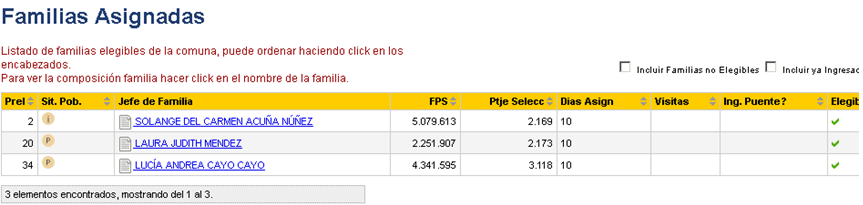 Familias Asignadas
Listado de familias elegibles de la comuna, puede ordenar haciendo click en los
encabezados.
Para ver la composición familia hacer click en el nombre de la familia.
Incluir Familias no Elegibles Incluir ya Ingresad
Prel Sit. Pob. Jefe de Familia FPS Ptje Selecc Dias Asign Visitas Ing. Puente? Elegib
2 i SOLANGE DEL CARMEN ACUÑA NÚÑEZ 5.079.613 2.169 10
20 P LAURA JUDITH MENDEZ 2.251.907 2.173 10
34 P LUCÍA ANDREA CAYO CAYO 4.341.595 3.118 10
3 elementos encontrados, mostrando del 1 al 3.